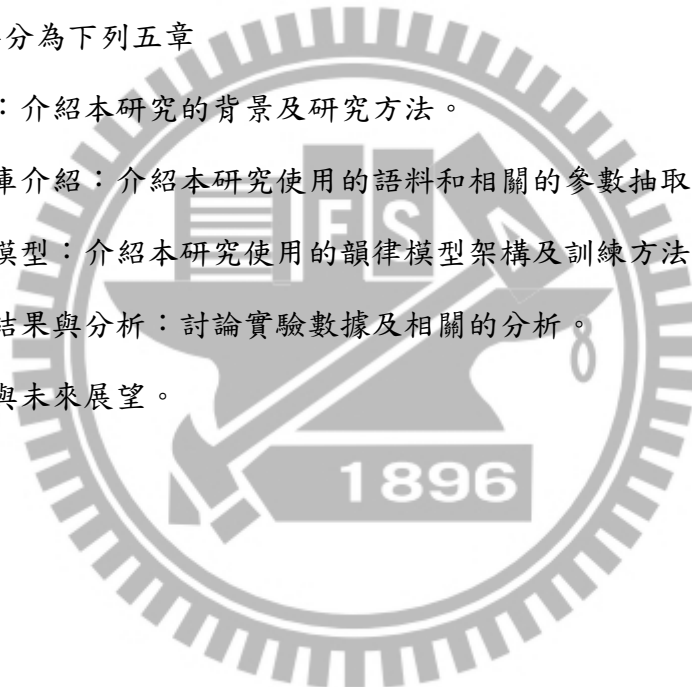 分為下列五章
：介紹本研究的背景及研究方法。
庫介紹：介紹本研究使用的語料和相關的參數抽取
模型：介紹本研究使用的韻律模型架構及訓練方法
結果與分析：討論實驗數據及相關的分析。
與未來展望。
ES
1896